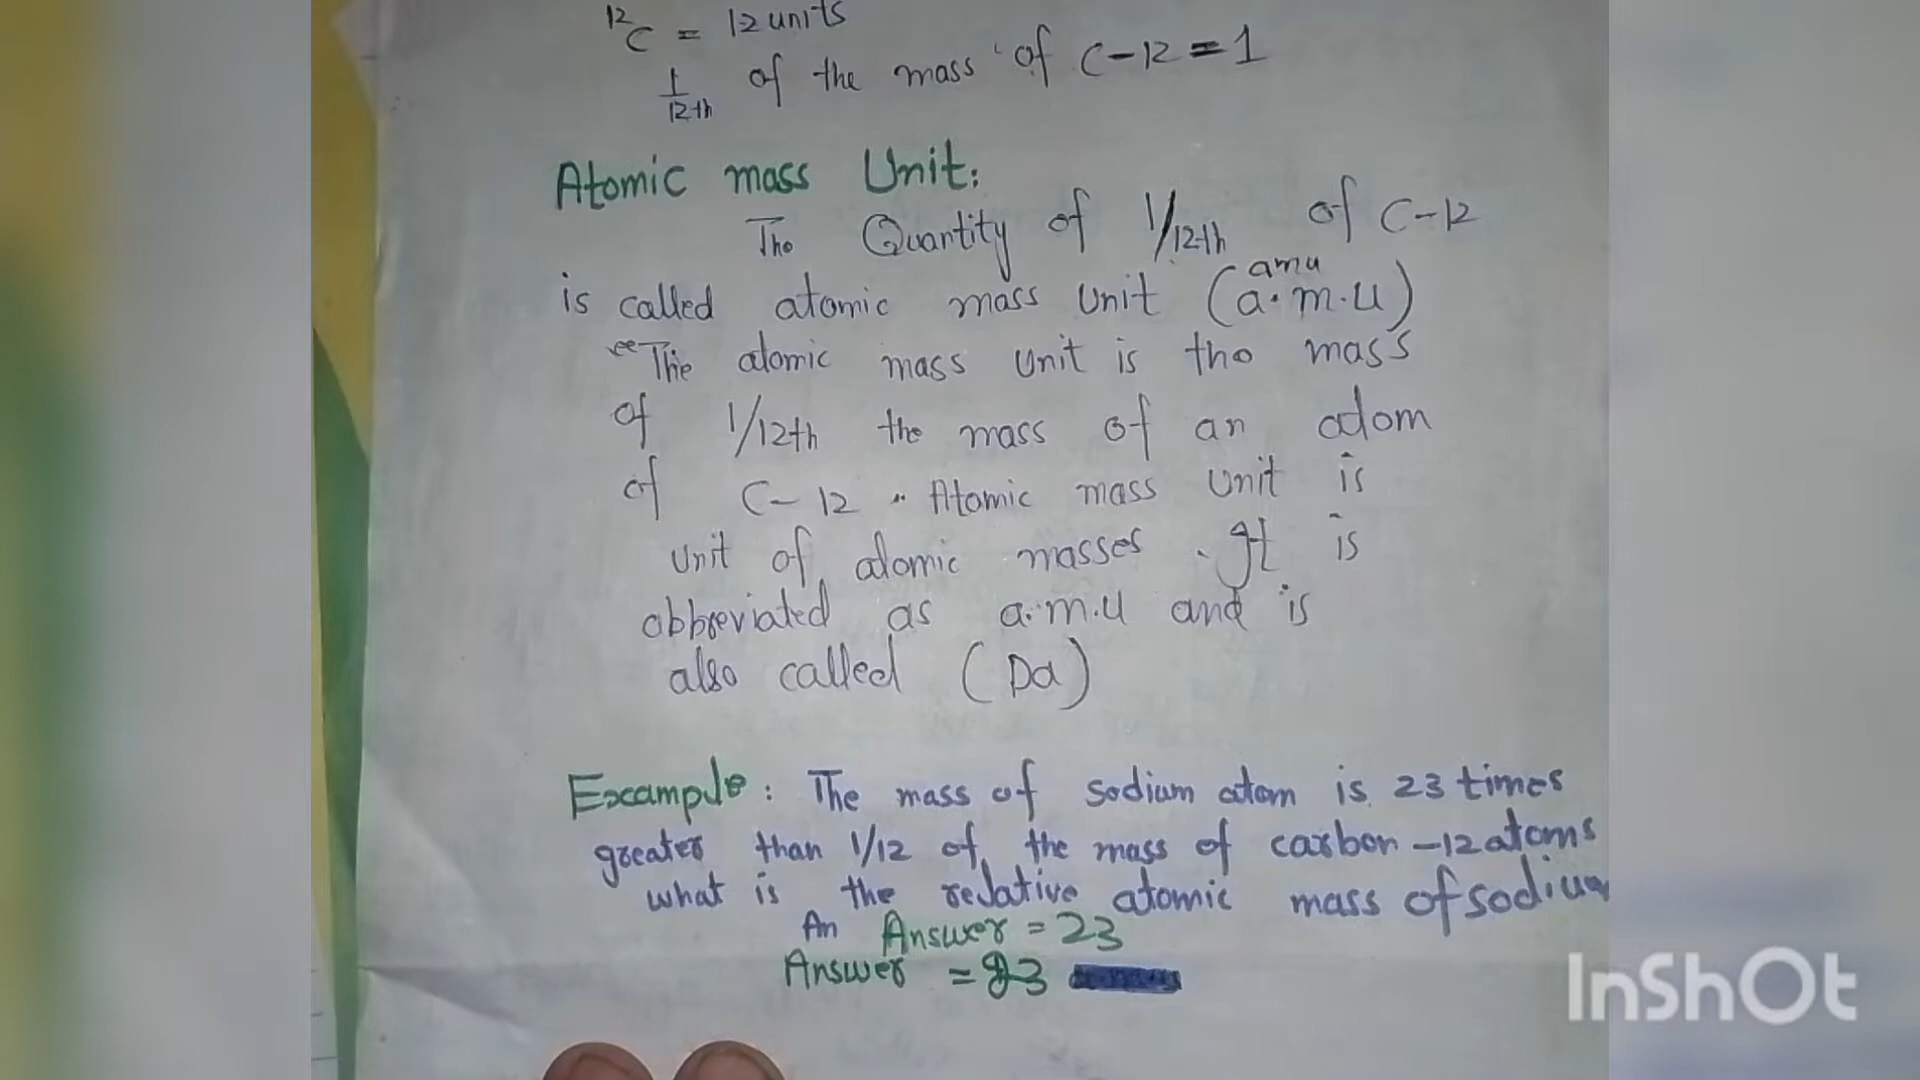 12C = 12 units
1/12th of the mass of C-12 = 1
Atomic mass Unit:
The Quantity of 1/12th of C-12
amu
is called atomic mass Unit (a.m.u)
"The atomic mass unit is the mass
of 1/12th the mass of an atom
of C-12" Atomic mass Unit is
unit of atomic masses. It is
abbreviated as a.m.u and is
also called (Da)
Example: The mass of sodium atom is 23 times
greater than 1/12 of the mass of carbon-12 atoms
what is the relative atomic mass of sodium
An Answer = 23
Answer = 23
InShOt